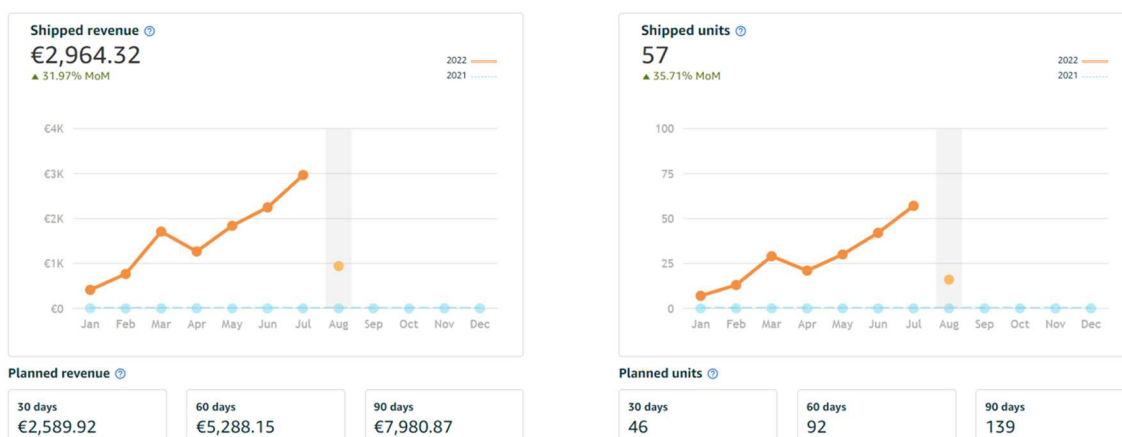 Shipped revenue
€2,964.32
▲ 31.97% MoM
2022
2021
€4K
€3K
€2K
€1K
€0
Jan Feb Mar Apr May Jun Jul Aug Sep Oct Nov Dec
Planned revenue
30 days
€2,589.92
60 days
€5,288.15
90 days
€7,980.87
Shipped units
57
▲ 35.71% MoM
2022
2021
100
75
50
25
0
Jan Feb Mar Apr May Jun Jul Aug Sep Oct Nov Dec
Planned units
30 days
46
60 days
92
90 days
139